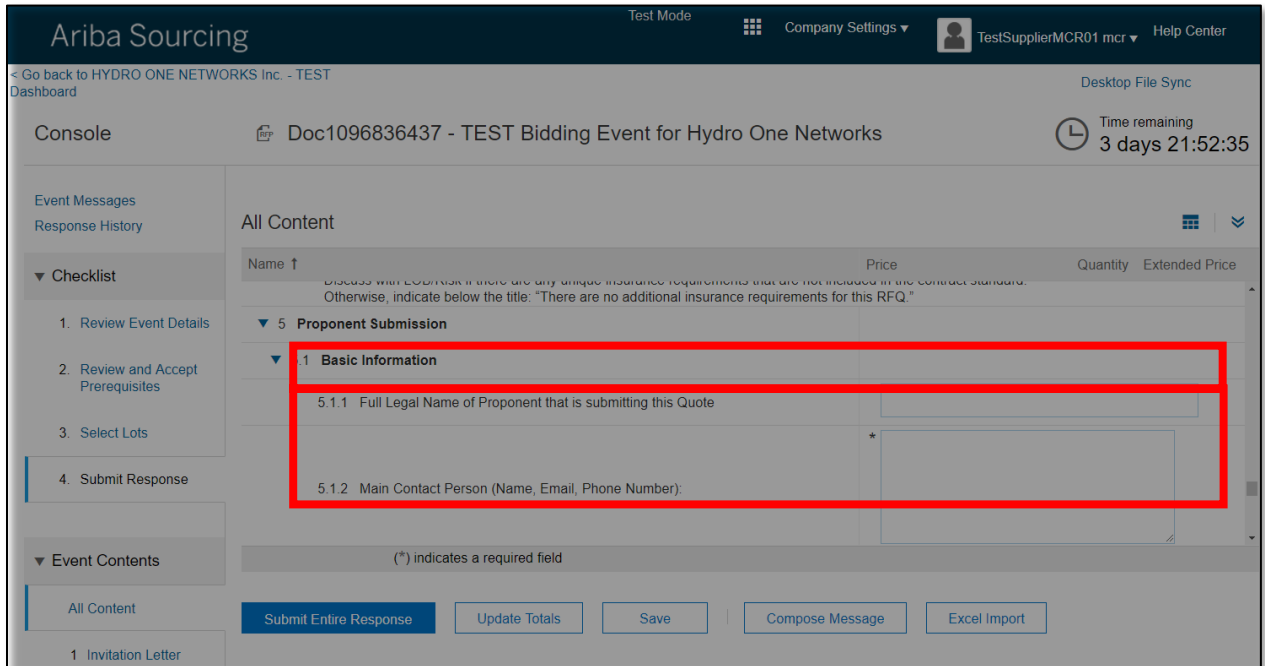 Test Mode
Ariba Sourcing
Company Settings ▾
TestSupplierMCR01 mcr ▾
Help Center
< Go back to HYDRO ONE NETWORKS Inc. - TEST
Dashboard
Desktop File Sync
Console
RFP
Doc1096836437 - TEST Bidding Event for Hydro One Networks
Time remaining
3 days 21:52:35
Event Messages
Response History
▼ Checklist
1. Review Event Details
2. Review and Accept
Prerequisites
3. Select Lots
4. Submit Response
▼ Event Contents
All Content
1 Invitation Letter
All Content
Name ↑ Price Quantity Extended Price
Discuss with LOB/Risk if there are any unique insurance requirements that are not included in the contract standard.
Otherwise, indicate below the title: “There are no additional insurance requirements for this RFQ.”
▼ 5 Proponent Submission
▼ .1 Basic Information
5.1.1 Full Legal Name of Proponent that is submitting this Quote
*
5.1.2 Main Contact Person (Name, Email, Phone Number):
(*) indicates a required field
Submit Entire Response
Update Totals
Save
Compose Message
Excel Import